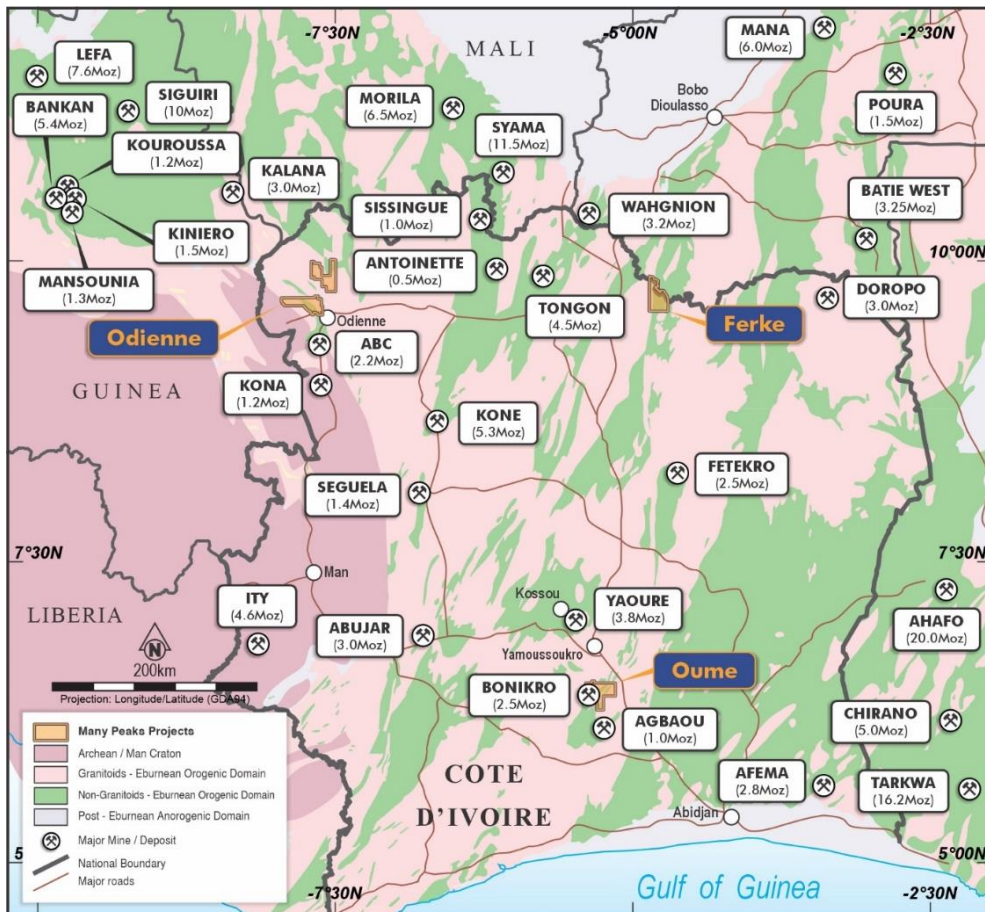 -7°30N
-5°00N
-2°30N
MALI
MANA
(6.0Moz)
LEFA
(7.6Moz)
SIGUIRI
(10Moz)
BANKAN
(5.4Moz)
KOUROUSSA
(1.2Moz)
MORILA
(6.5Moz)
Bobo
Dioulasso
POURA
(1.5Moz)
SYAMA
(11.5Moz)
KALANA
(3.0Moz)
SISSINGUE
(1.0Moz)
WAHGNION
(3.2Moz)
BATIE WEST
(3.25Moz)
KINIERO
(1.5Moz)
ANTOINETTE
(0.5Moz)
10°00N
MANSOUNIA
(1.3Moz)
TONGON
(4.5Moz)
DOROPO
(3.0Moz)
Odienne
Odienne
Ferke
ABC
(2.2Moz)
GUINEA
KONA
(1.2Moz)
KONE
(5.3Moz)
FETEKRO
(2.5Moz)
SEGUELA
(1.4Moz)
7°30N
7°30N
Man
LIBERIA
ITY
(4.6Moz)
Kossou
YAOURE
(3.8Moz)
AHAFO
(20.0Moz)
ABUJAR
(3.0Moz)
Yamoussoukro
N
200km
Projection: Longitude/Latitude (GDA94)
Oume
BONIKRO
(2.5Moz)
AGBAOU
(1.0Moz)
CHIRANO
(5.0Moz)
COTE
D'IVOIRE
AFEMA
(2.8Moz)
TARKWA
(16.2Moz)
Abidjan
Many Peaks Projects
Archean / Man Craton
Granitoids - Eburnean Orogenic Domain
Non-Granitoids - Eburnean Orogenic Domain
Post - Eburnean Anorogenic Domain
Major Mine / Deposit
National Boundary
Major roads
5
5°00N
-7°30N
Gulf of Guinea
-2°30N